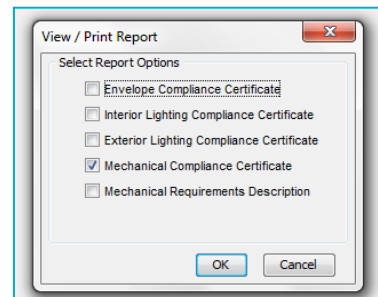 View / Print Report
Select Report Options
Envelope Compliance Certificate
Interior Lighting Compliance Certificate
Exterior Lighting Compliance Certificate
Mechanical Compliance Certificate
Mechanical Requirements Description
OK Cancel